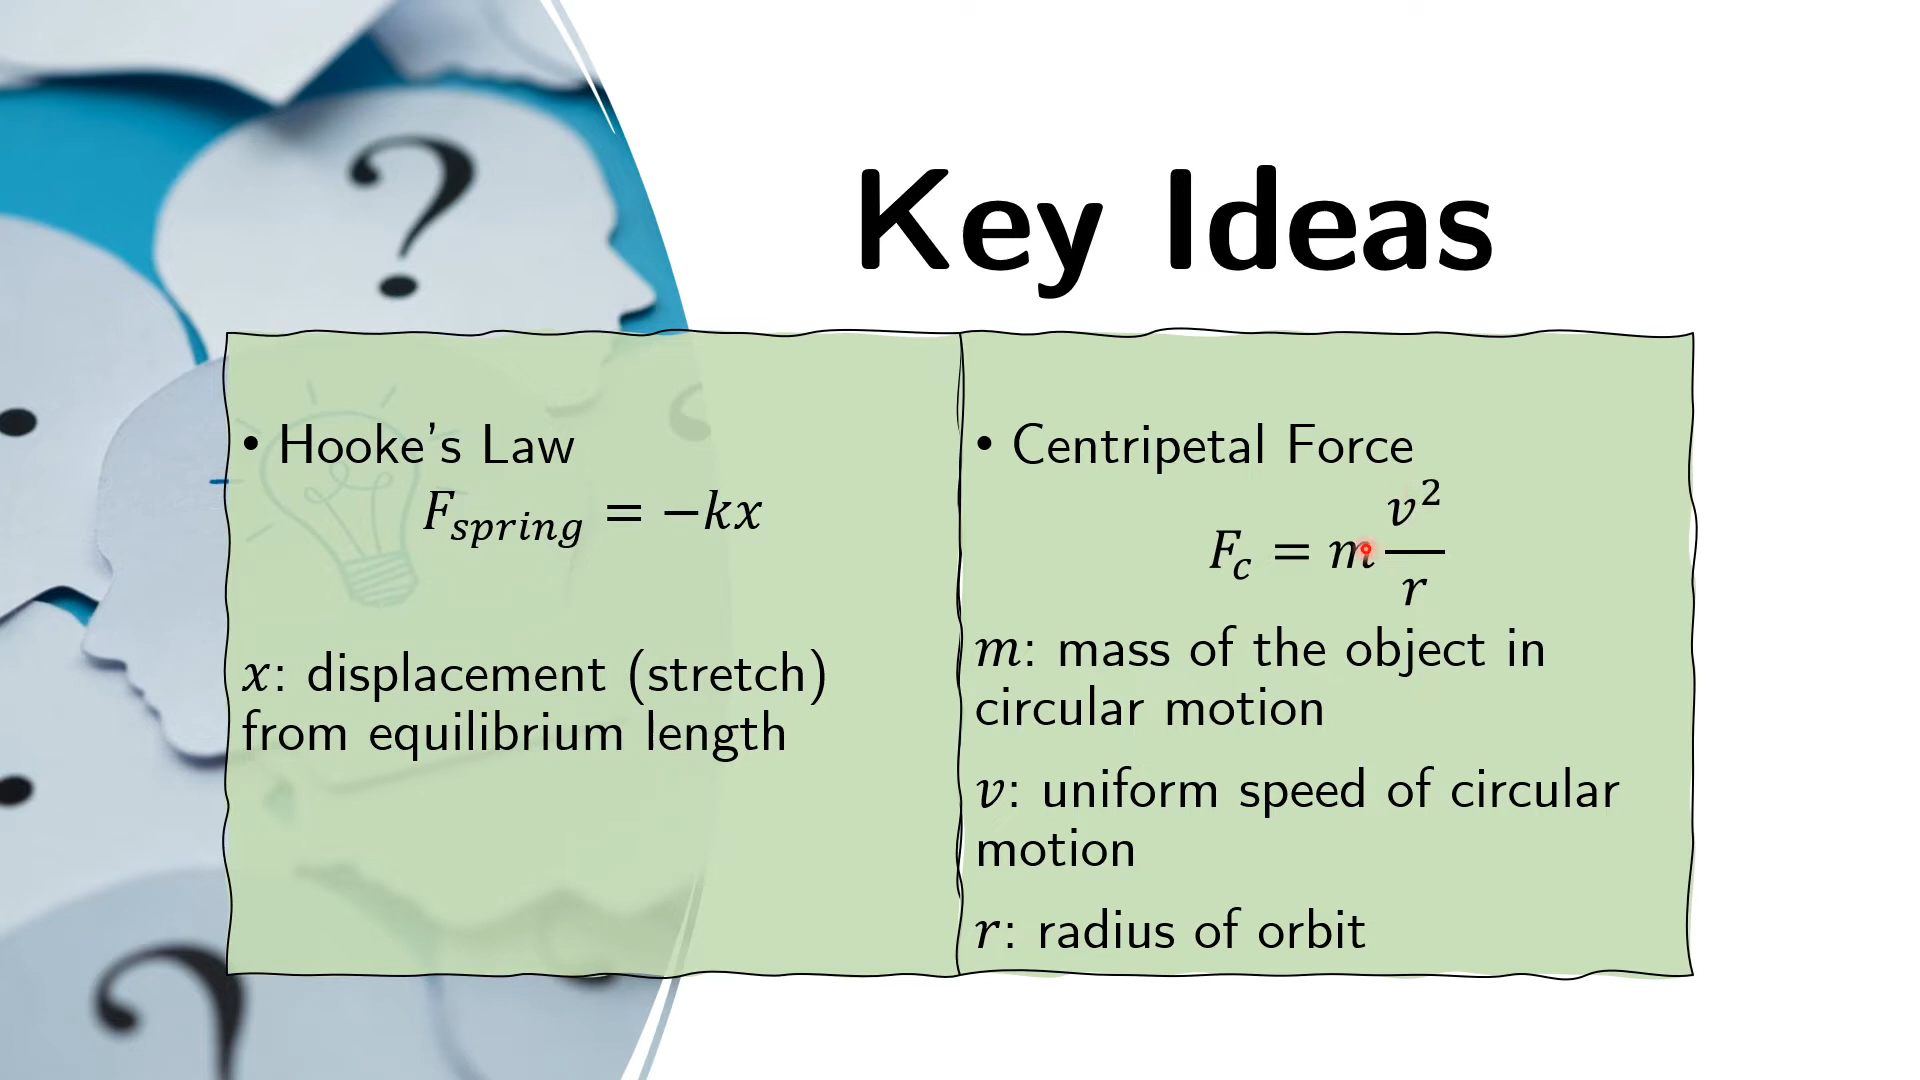 Key Ideas
• Hooke's Law
F_spring = −kx
x: displacement (stretch)
from equilibrium length
• Centripetal Force
F_c = m v²/r
m: mass of the object in
circular motion
v: uniform speed of circular
motion
r: radius of orbit
?
?